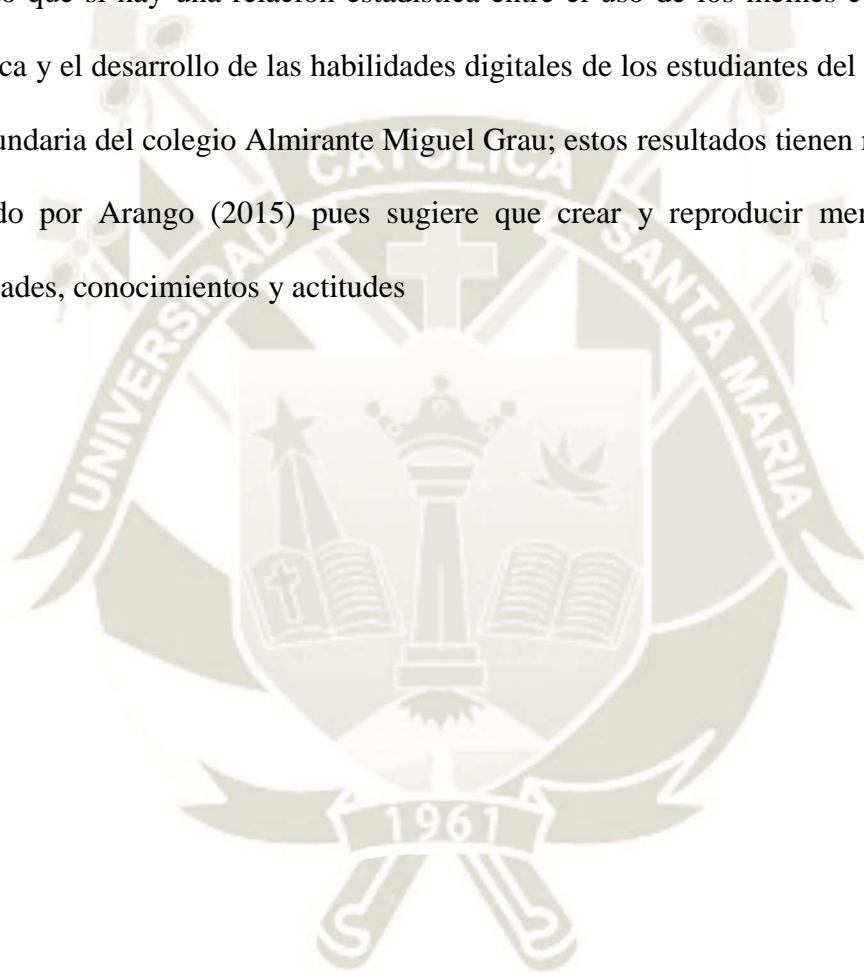 que si hay una relación estadística entre el uso de los memes
ca y el desarrollo de las habilidades digitales de los estudiantes del
undaria del colegio Almirante Miguel Grau; estos resultados tienen
do por Arango (2015) pues sugiere que crear y reproducir
ades, conocimientos y actitudes
UNIVERSIDAD CATOLICA SANTA MARIA
1961